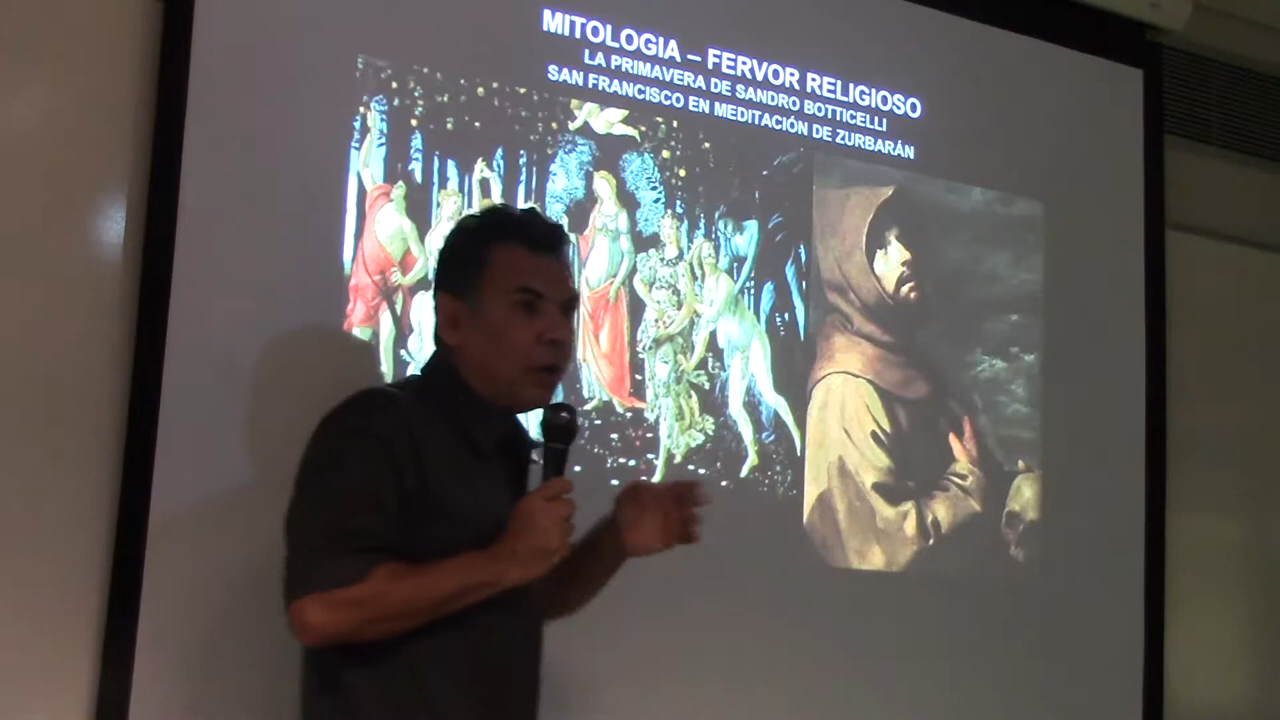 MITOLOGIA – FERVOR RELIGIOSO
LA PRIMAVERA DE SANDRO BOTTICELLI
SAN FRANCISCO EN MEDITACIÓN DE ZURBARÁN